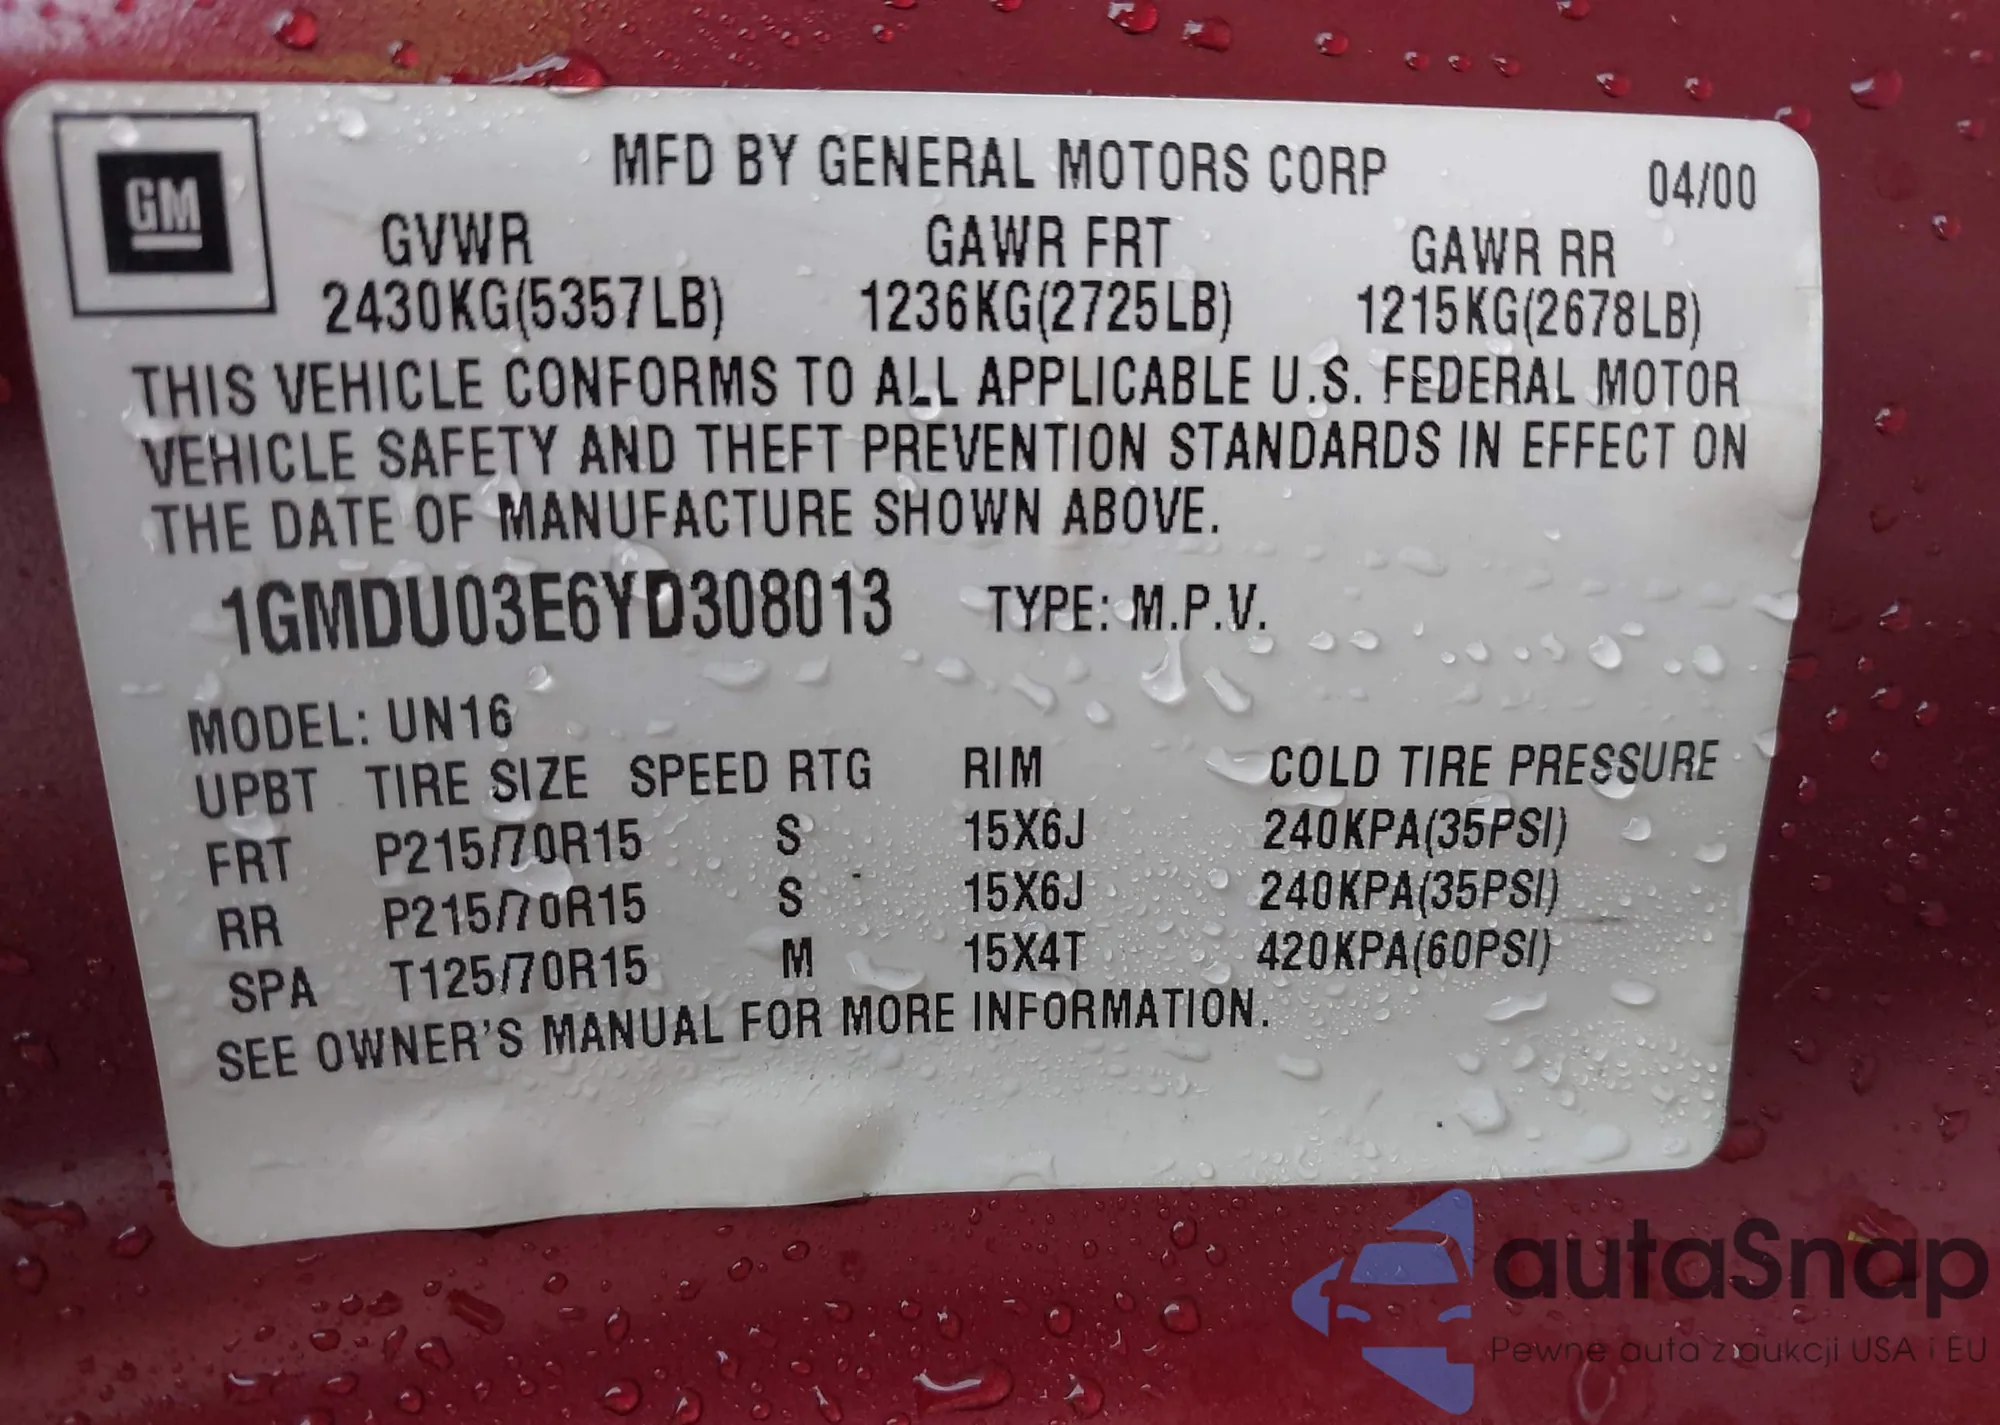 GM
MFD BY GENERAL MOTORS CORP 04/00
GVWR GAWR FRT GAWR RR
2430KG(5357LB) 1236KG(2725LB) 1215KG(2678LB)
THIS VEHICLE CONFORMS TO ALL APPLICABLE U.S. FEDERAL MOTOR
VEHICLE SAFETY AND THEFT PREVENTION STANDARDS IN EFFECT ON
THE DATE OF MANUFACTURE SHOWN ABOVE.
1GMDU03E6YD308013 TYPE: M.P.V.
MODEL: UN16
UPBT TIRE SIZE SPEED RTG RIM COLD TIRE PRESSURE
FRT P215/70R15 S 15X6J 240KPA(35PSI)
RR P215/70R15 S 15X6J 240KPA(35PSI)
SPA T125/70R15 M 15X4T 420KPA(60PSI)
SEE OWNER'S MANUAL FOR MORE INFORMATION.
autaSnap
Pewne auta z aukcji USA i EU